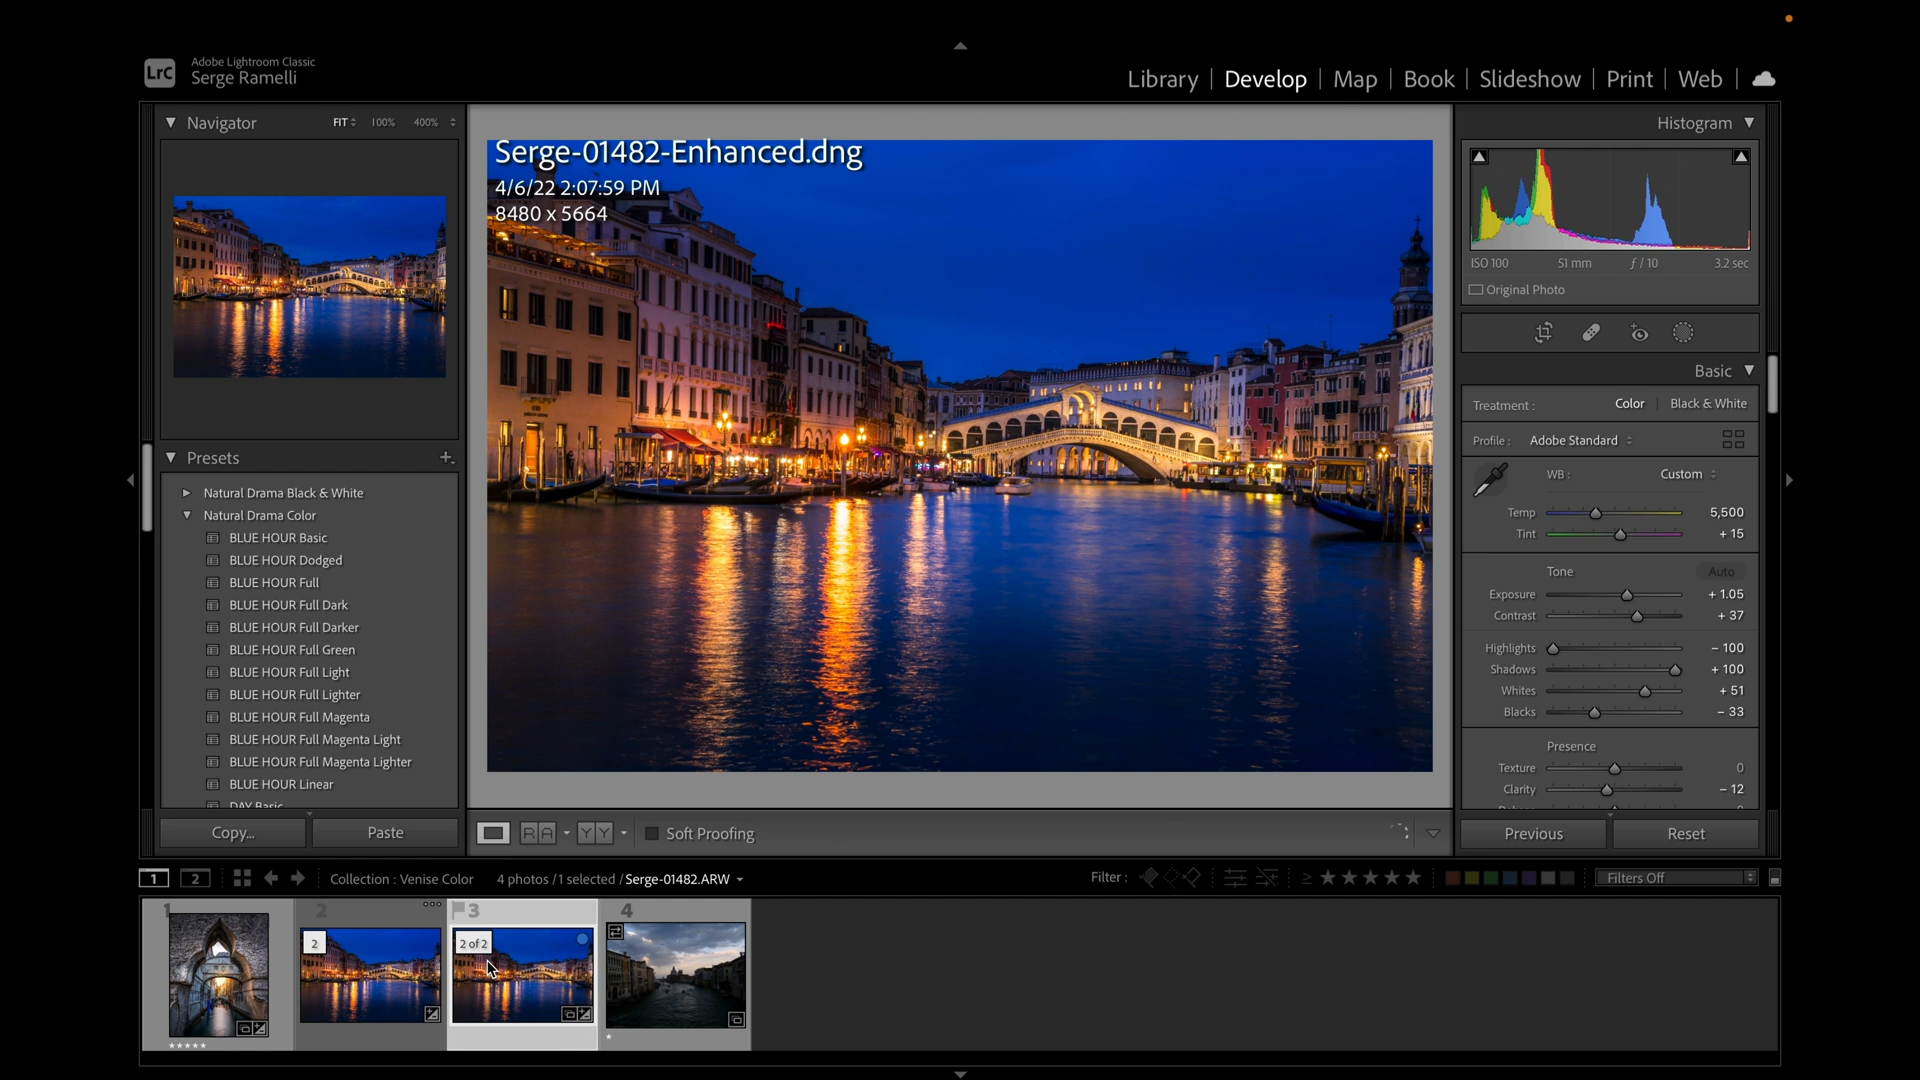 LrC
Adobe Lightroom Classic
Serge Ramelli
Library | Develop | Map | Book | Slideshow | Print | Web
Navigator
FIT 100% 400%
Serge-01482-Enhanced.dng
4/6/22 2:07:59 PM
8480 x 5664
Presets
Natural Drama Black & White
Natural Drama Color
BLUE HOUR Basic
BLUE HOUR Dodged
BLUE HOUR Full
BLUE HOUR Full Dark
BLUE HOUR Full Darker
BLUE HOUR Full Green
BLUE HOUR Full Light
BLUE HOUR Full Lighter
BLUE HOUR Full Magenta
BLUE HOUR Full Magenta Light
BLUE HOUR Full Magenta Lighter
BLUE HOUR Linear
DAY Basic
Copy... Paste
R A Y Y Soft Proofing
Histogram
ISO 100 51 mm ƒ / 10 3.2 sec
Original Photo
Basic
Treatment : Color | Black & White
Profile : Adobe Standard
WB : Custom
Temp 5,500
Tint + 15
Tone Auto
Exposure + 1.05
Contrast + 37
Highlights − 100
Shadows + 100
Whites + 51
Blacks − 33
Presence
Texture 0
Clarity − 12
Previous Reset
1 2 Collection : Venise Color 4 photos / 1 selected / Serge-01482.ARW Filter : ≥ ★★★★★ Filters Off
1 2 3 4
2 2 of 2